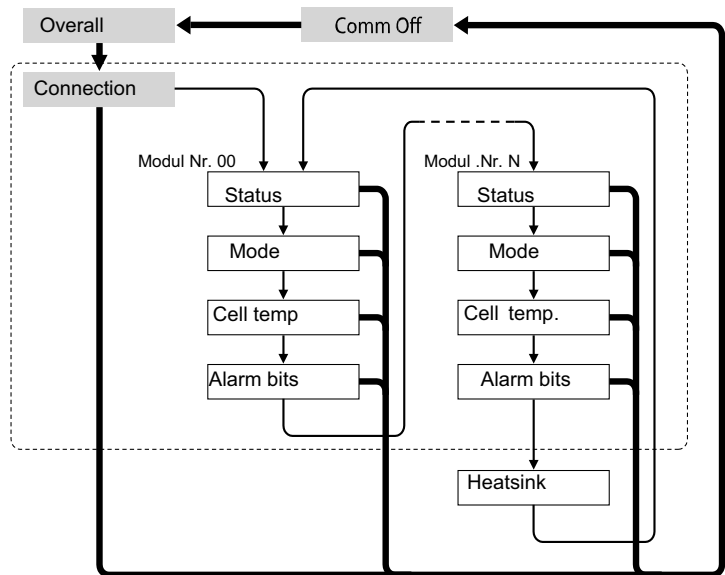 Overall
Comm Off
Connection
Modul Nr. 00
Status
Mode
Cell temp
Alarm bits
Modul .Nr. N
Status
Mode
Cell temp.
Alarm bits
Heatsink